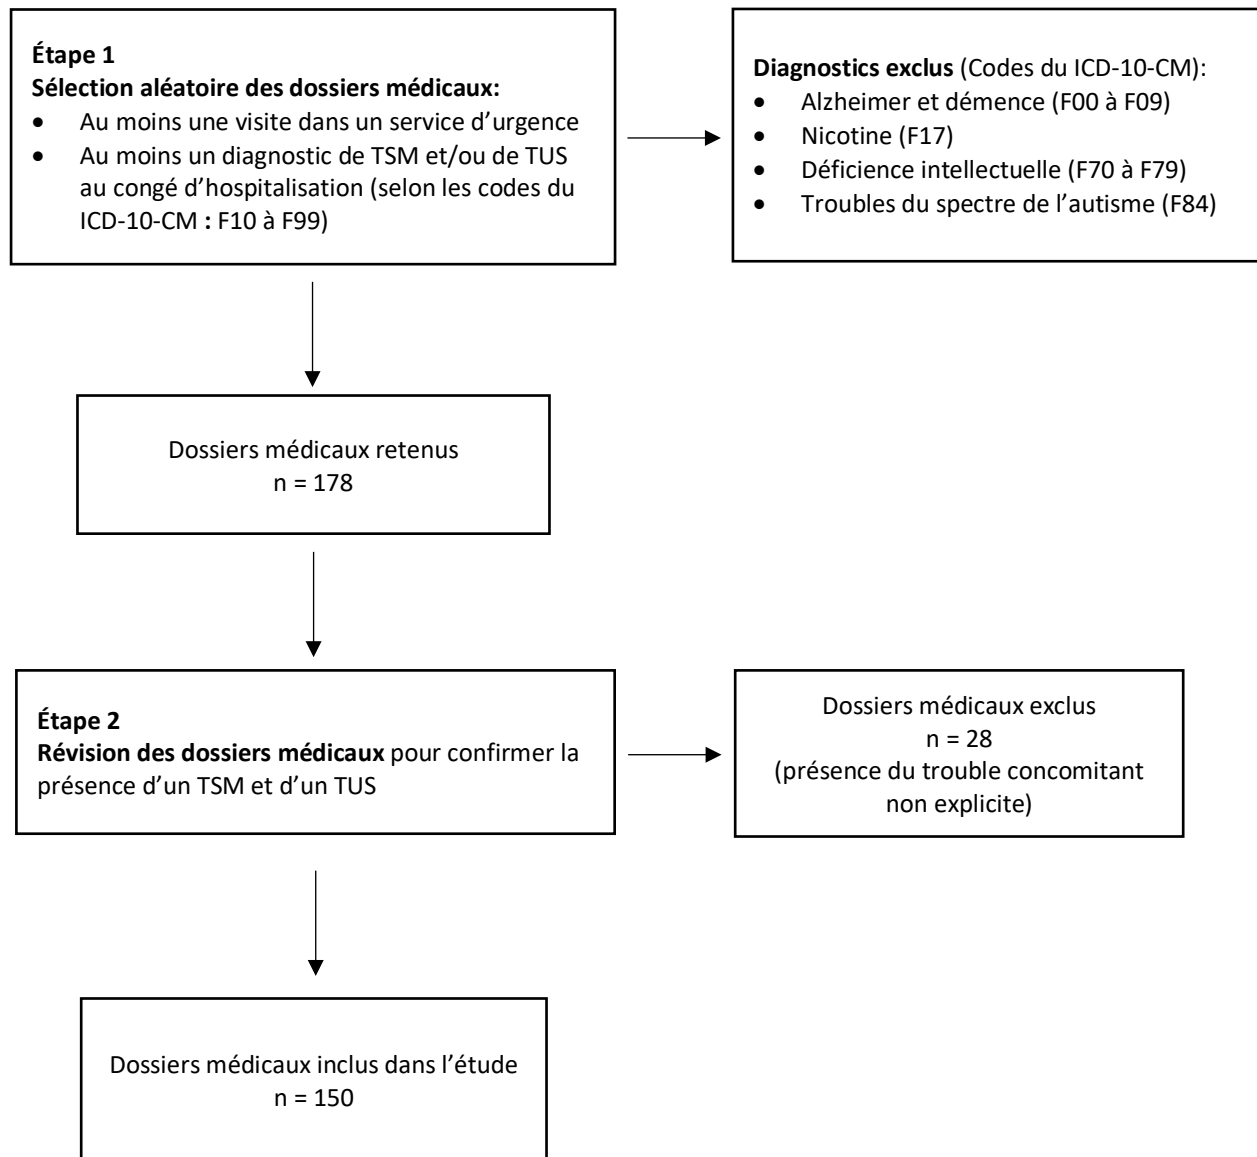 Étape 1
Sélection aléatoire des dossiers médicaux:
• Au moins une visite dans un service d’urgence
• Au moins un diagnostic de TSM et/ou de TUS
au congé d’hospitalisation (selon les codes du
ICD-10-CM : F10 à F99)
Diagnostics exclus (Codes du ICD-10-CM):
• Alzheimer et démence (F00 à F09)
• Nicotine (F17)
• Déficience intellectuelle (F70 à F79)
• Troubles du spectre de l’autisme (F84)
Dossiers médicaux retenus
n = 178
Étape 2
Révision des dossiers médicaux pour confirmer la
présence d’un TSM et d’un TUS
Dossiers médicaux exclus
n = 28
(présence du trouble concomitant
non explicite)
Dossiers médicaux inclus dans l’étude
n = 150